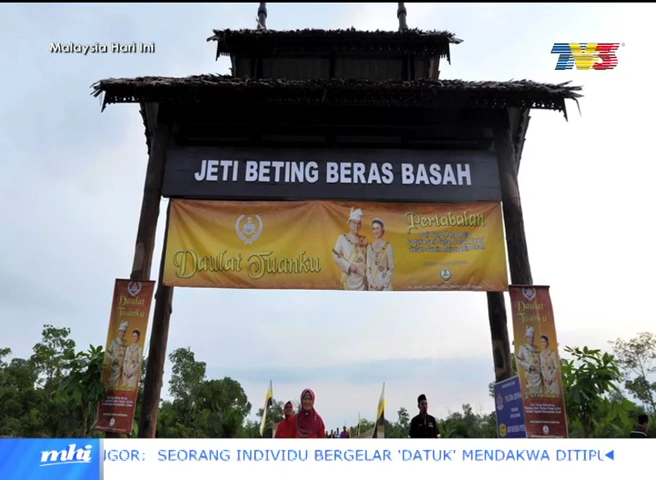 Malaysia Hari Ini
TV3
JETI BETING BERAS BASAH
Daulat Tuanku
Pertabalan
Daulat
Tuanku
Daulat
Tuanku
mhi
NGOR: SEORANG INDIVIDU BERGELAR 'DATUK' MENDAKWA DITIPU